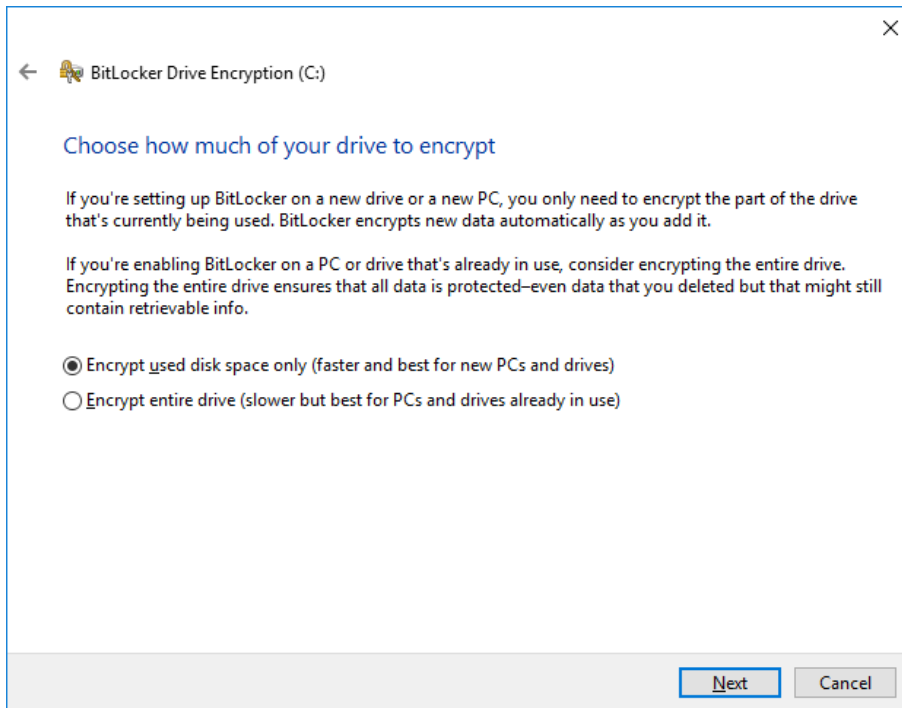 BitLocker Drive Encryption (C:)
Choose how much of your drive to encrypt
If you're setting up BitLocker on a new drive or a new PC, you only need to encrypt the part of the drive
that's currently being used. BitLocker encrypts new data automatically as you add it.
If you're enabling BitLocker on a PC or drive that's already in use, consider encrypting the entire drive.
Encrypting the entire drive ensures that all data is protected–even data that you deleted but that might still
contain retrievable info.
Encrypt used disk space only (faster and best for new PCs and drives)
Encrypt entire drive (slower but best for PCs and drives already in use)
Next Cancel